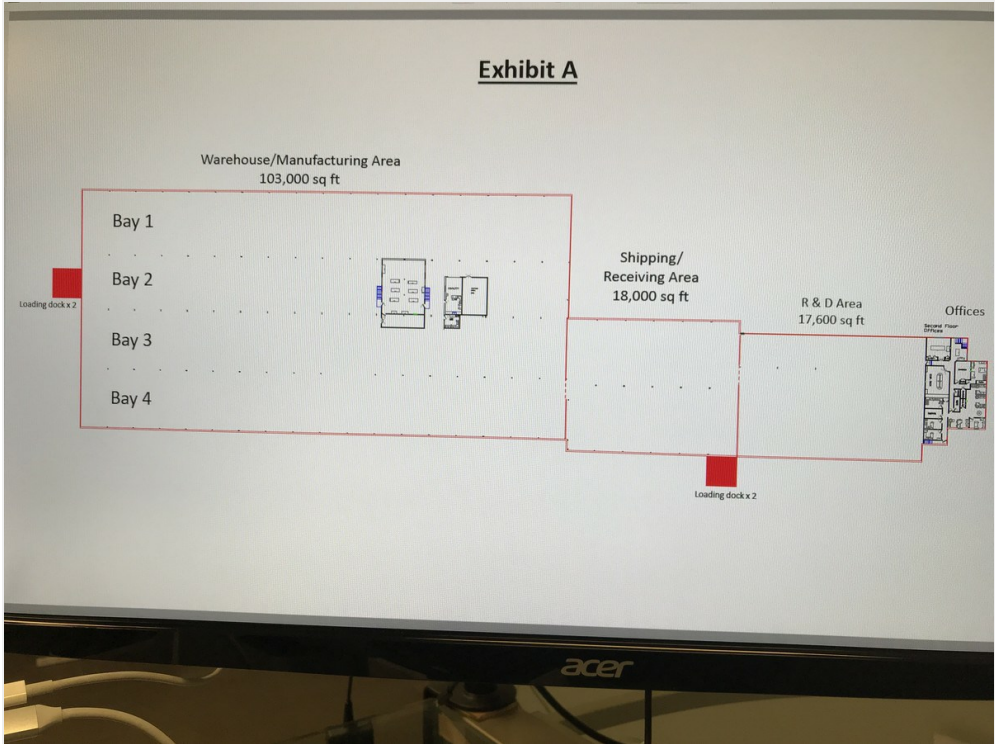 Exhibit A
Warehouse/Manufacturing Area
103,000 sq ft
Bay 1
Bay 2
Bay 3
Bay 4
Loading dock x 2
Shipping/
Receiving Area
18,000 sq ft
Loading dock x 2
R & D Area
17,600 sq ft
Offices
Second Floor
Offices
acer